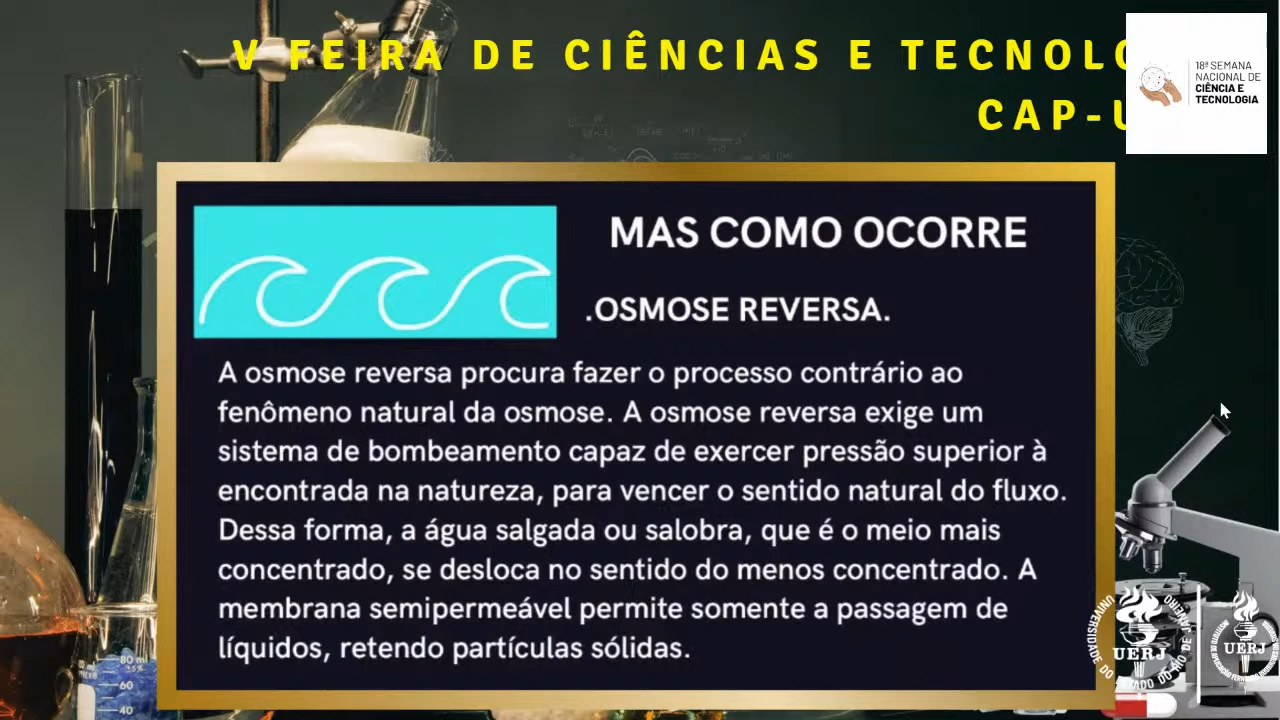 V FEIRA DE CIÊNCIAS E
CAP-
18ª SEMANA
NACIONAL DE
CIÊNCIA E
TECNOLOGIA
MAS COMO OCORRE
.OSMOSE REVERSA.
A osmose reversa procura fazer o processo contrário ao
fenômeno natural da osmose. A osmose reversa exige um
sistema de bombeamento capaz de exercer pressão superior à
encontrada na natureza, para vencer o sentido natural do fluxo.
Dessa forma, a água salgada ou salobra, que é o meio mais
concentrado, se desloca no sentido do menos concentrado. A
membrana semipermeável permite somente a passagem de
líquidos, retendo partículas sólidas.
80 ml
60
40
UERJ
UERJ